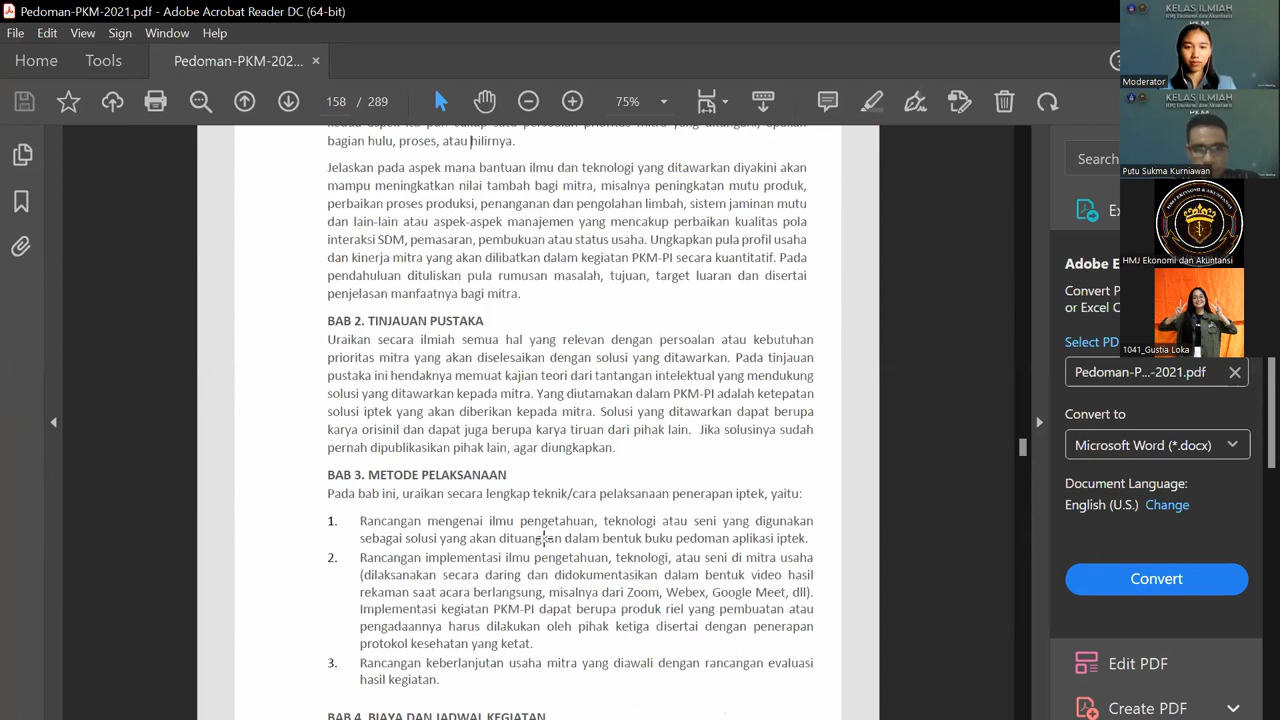 Pedoman-PKM-2021.pdf - Adobe Acrobat Reader DC (64-bit)
File Edit View Sign Window Help
Home Tools Pedoman-PKM-202... ×
158 / 289 75%
bagian hulu, proses, atau hilirnya.
Jelaskan pada aspek mana bantuan ilmu dan teknologi yang ditawarkan diyakini akan
mampu meningkatkan nilai tambah bagi mitra, misalnya peningkatan mutu produk,
perbaikan proses produksi, penanganan dan pengolahan limbah, sistem jaminan mutu
dan lain-lain atau aspek-aspek manajemen yang mencakup perbaikan kualitas pola
interaksi SDM, pemasaran, pembukuan atau status usaha. Ungkapkan pula profil usaha
dan kinerja mitra yang akan dilibatkan dalam kegiatan PKM-PI secara kuantitatif. Pada
pendahuluan dituliskan pula rumusan masalah, tujuan, target luaran dan disertai
penjelasan manfaatnya bagi mitra.
BAB 2. TINJAUAN PUSTAKA
Uraikan secara ilmiah semua hal yang relevan dengan persoalan atau kebutuhan
prioritas mitra yang akan diselesaikan dengan solusi yang ditawarkan. Pada tinjauan
pustaka ini hendaknya memuat kajian teori dari tantangan intelektual yang mendukung
solusi yang ditawarkan kepada mitra. Yang diutamakan dalam PKM-PI adalah ketepatan
solusi iptek yang akan diberikan kepada mitra. Solusi yang ditawarkan dapat berupa
karya orisinil dan dapat juga berupa karya tiruan dari pihak lain. Jika solusinya sudah
pernah dipublikasikan pihak lain, agar diungkapkan.
BAB 3. METODE PELAKSANAAN
Pada bab ini, uraikan secara lengkap teknik/cara pelaksanaan penerapan iptek, yaitu:
1. Rancangan mengenai ilmu pengetahuan, teknologi atau seni yang digunakan
sebagai solusi yang akan dituangkan dalam bentuk buku pedoman aplikasi iptek.
2. Rancangan implementasi ilmu pengetahuan, teknologi, atau seni di mitra usaha
(dilaksanakan secara daring dan didokumentasikan dalam bentuk video hasil
rekaman saat acara berlangsung, misalnya dari Zoom, Webex, Google Meet, dll).
Implementasi kegiatan PKM-PI dapat berupa produk riel yang pembuatan atau
pengadaannya harus dilakukan oleh pihak ketiga disertai dengan penerapan
protokol kesehatan yang ketat.
3. Rancangan keberlanjutan usaha mitra yang diawali dengan rancangan evaluasi
hasil kegiatan.
BAB 4. BIAYA DAN JADWAL KEGIATAN
KELAS ILMIAH
HMJ Ekonomi dan Akuntansi
Moderator
KELAS ILMIAH
HMJ Ekonomi dan Akuntansi
Putu Sukma Kurniawan
HMJ Ekonomi dan Akuntansi
1041_Gustia Loka
Search
Ex
Adobe E
Convert P
or Excel O
Select PD
Pedoman-P...-2021.pdf
Convert to
Microsoft Word (*.docx)
Document Language:
English (U.S.) Change
Convert
Edit PDF
Create PDF